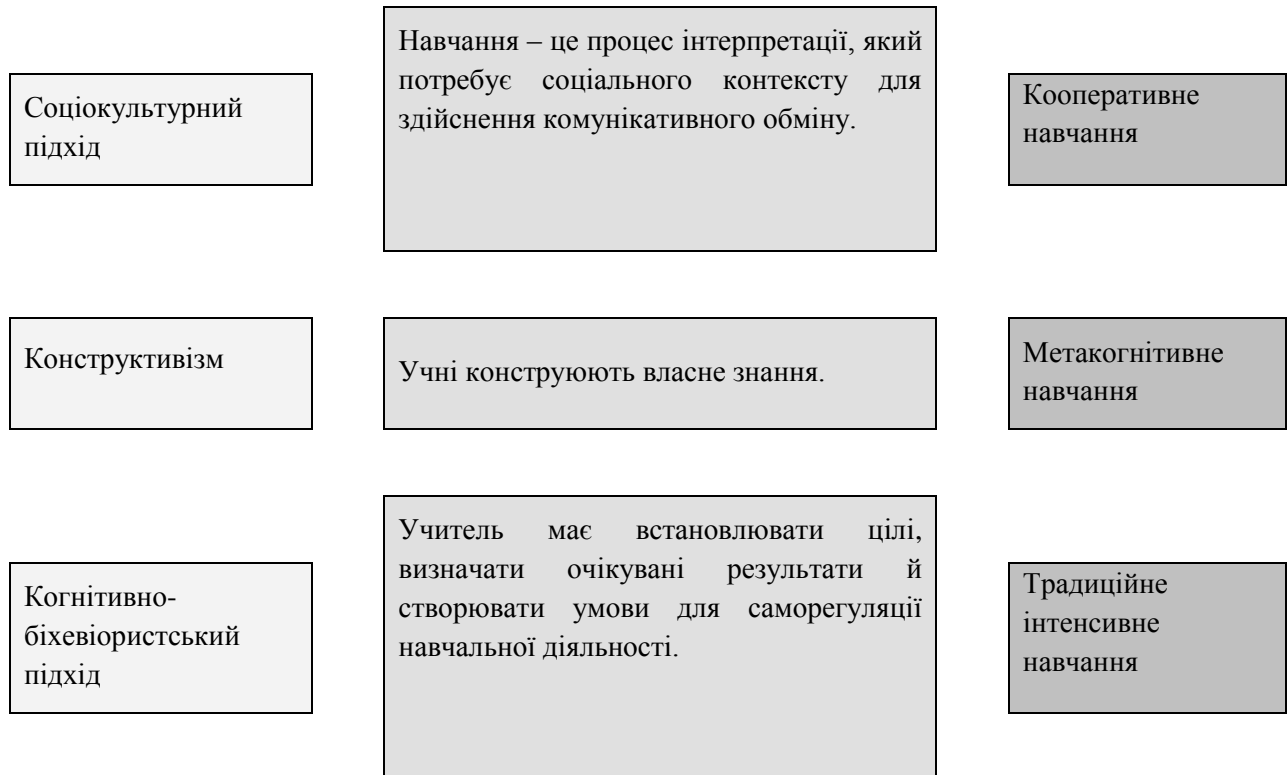 Соціокультурний
підхід
Навчання – це процес інтерпретації, який
потребує соціального контексту для
здійснення комунікативного обміну.
Кооперативне
навчання
Конструктивізм
Учні конструюють власне знання.
Метакогнітивне
навчання
Когнітивно-
біхевіористський
підхід
Учитель має встановлювати цілі,
визначати очікувані результати й
створювати умови для саморегуляції
навчальної діяльності.
Традиційне
інтенсивне
навчання